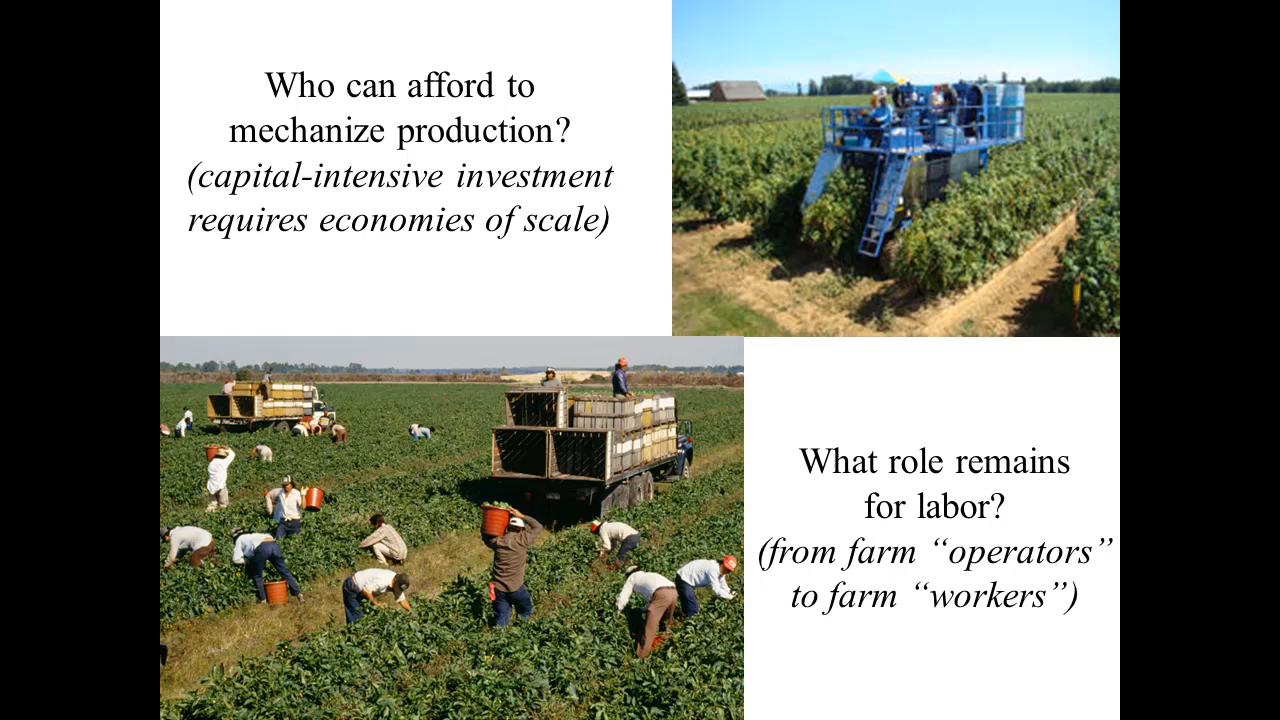 Who can afford to
mechanize production?
(capital-intensive investment
requires economies of scale)
What role remains
for labor?
(from farm “operators”
to farm “workers”)